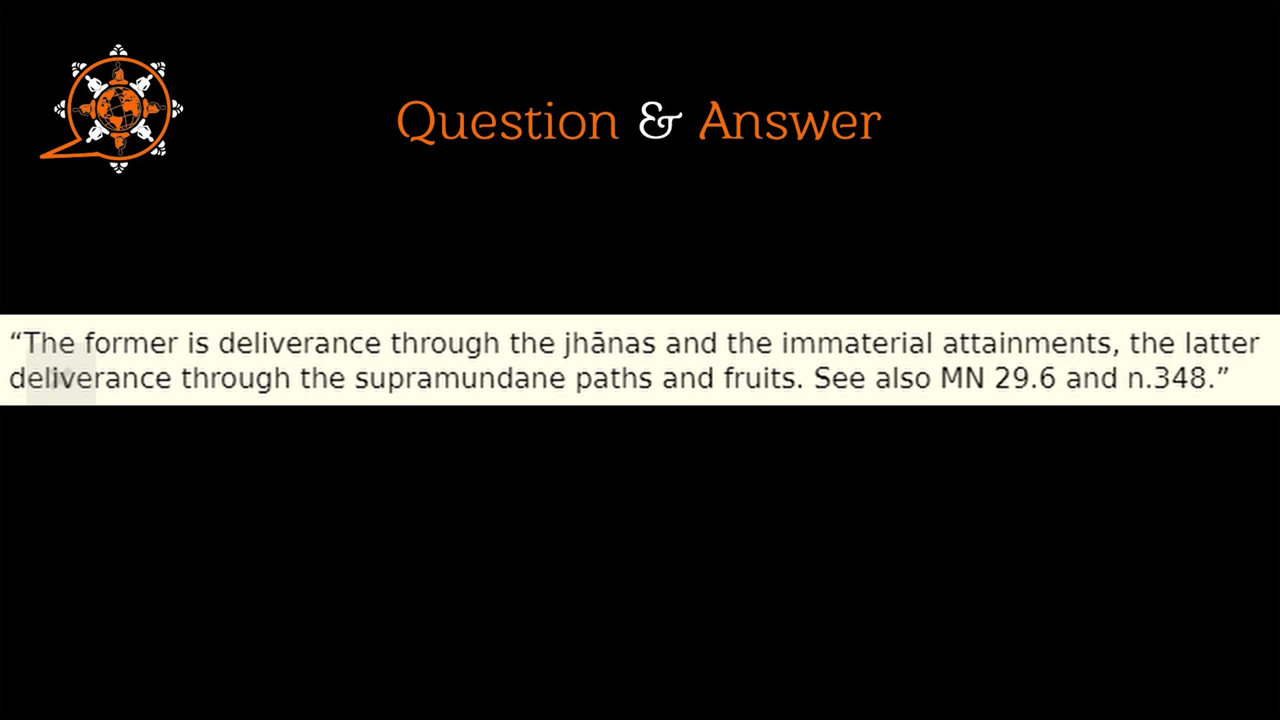 Question & Answer
“The former is deliverance through the jhānas and the immaterial attainments, the latter
deliverance through the supramundane paths and fruits. See also MN 29.6 and n.348.”